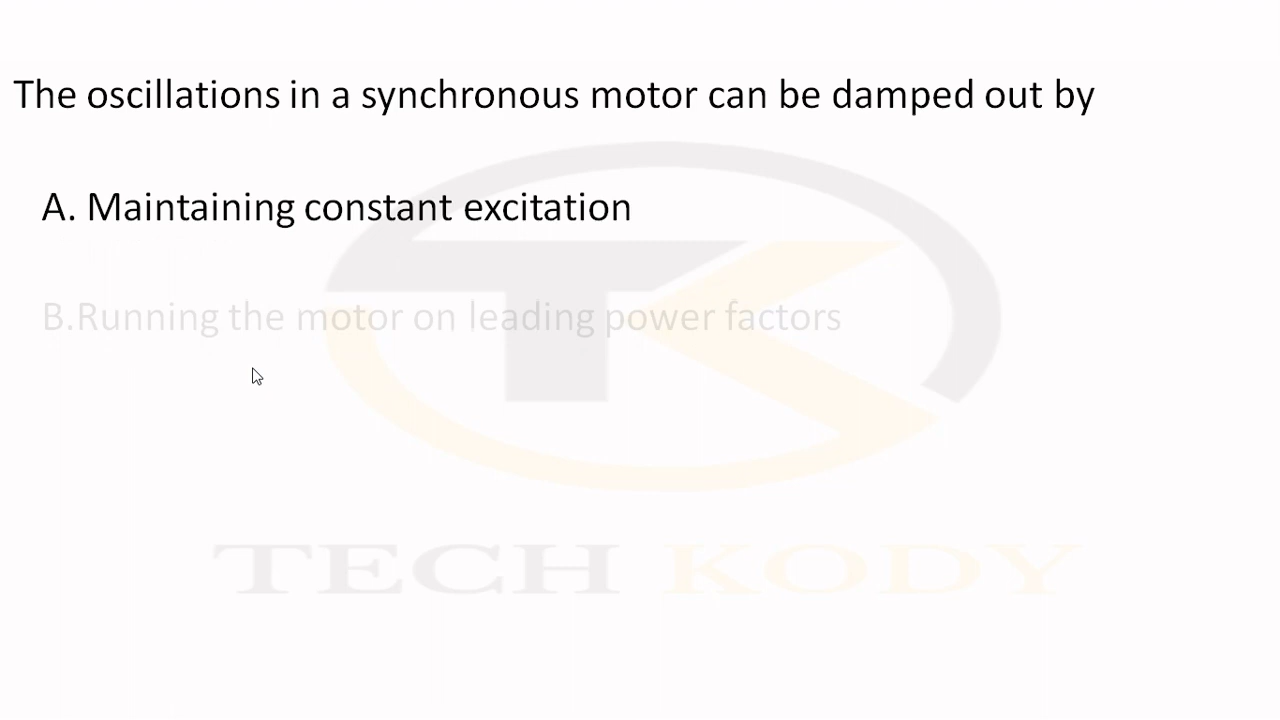 The oscillations in a synchronous motor can be damped out by
A. Maintaining constant excitation
B.Running the motor on leading power factors
TECH KODY